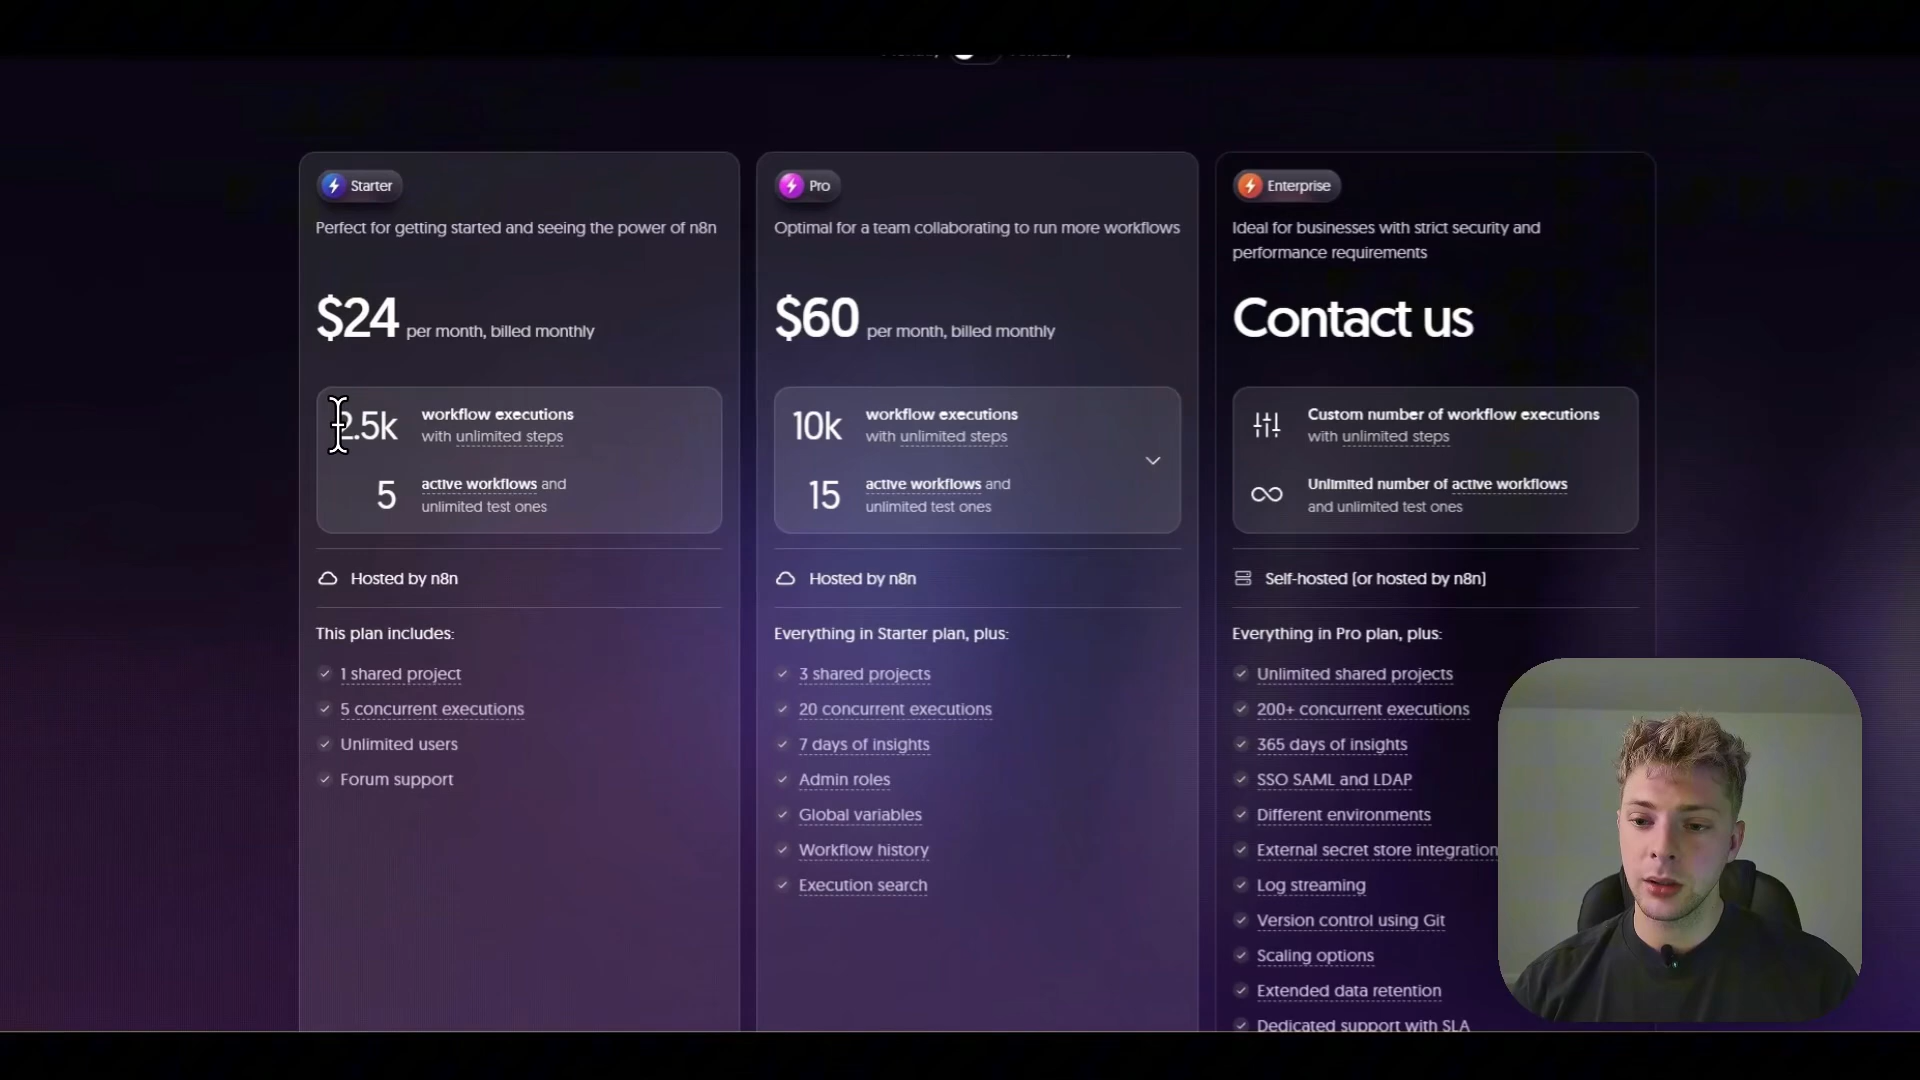 Starter
Perfect for getting started and seeing the power of n8n
$24 per month, billed monthly
2.5k workflow executions
with unlimited steps
5 active workflows and
unlimited test ones
Hosted by n8n
This plan includes:
1 shared project
5 concurrent executions
Unlimited users
Forum support
Pro
Optimal for a team collaborating to run more workflows
$60 per month, billed monthly
10k workflow executions
with unlimited steps
15 active workflows and
unlimited test ones
Hosted by n8n
Everything in Starter plan, plus:
3 shared projects
20 concurrent executions
7 days of insights
Admin roles
Global variables
Workflow history
Execution search
Enterprise
Ideal for businesses with strict security and
performance requirements
Contact us
Custom number of workflow executions
with unlimited steps
Unlimited number of active workflows
and unlimited test ones
Self-hosted (or hosted by n8n)
Everything in Pro plan, plus:
Unlimited shared projects
200+ concurrent executions
365 days of insights
SSO SAML and LDAP
Different environments
External secret store integration
Log streaming
Version control using Git
Scaling options
Extended data retention
Dedicated support with SLA